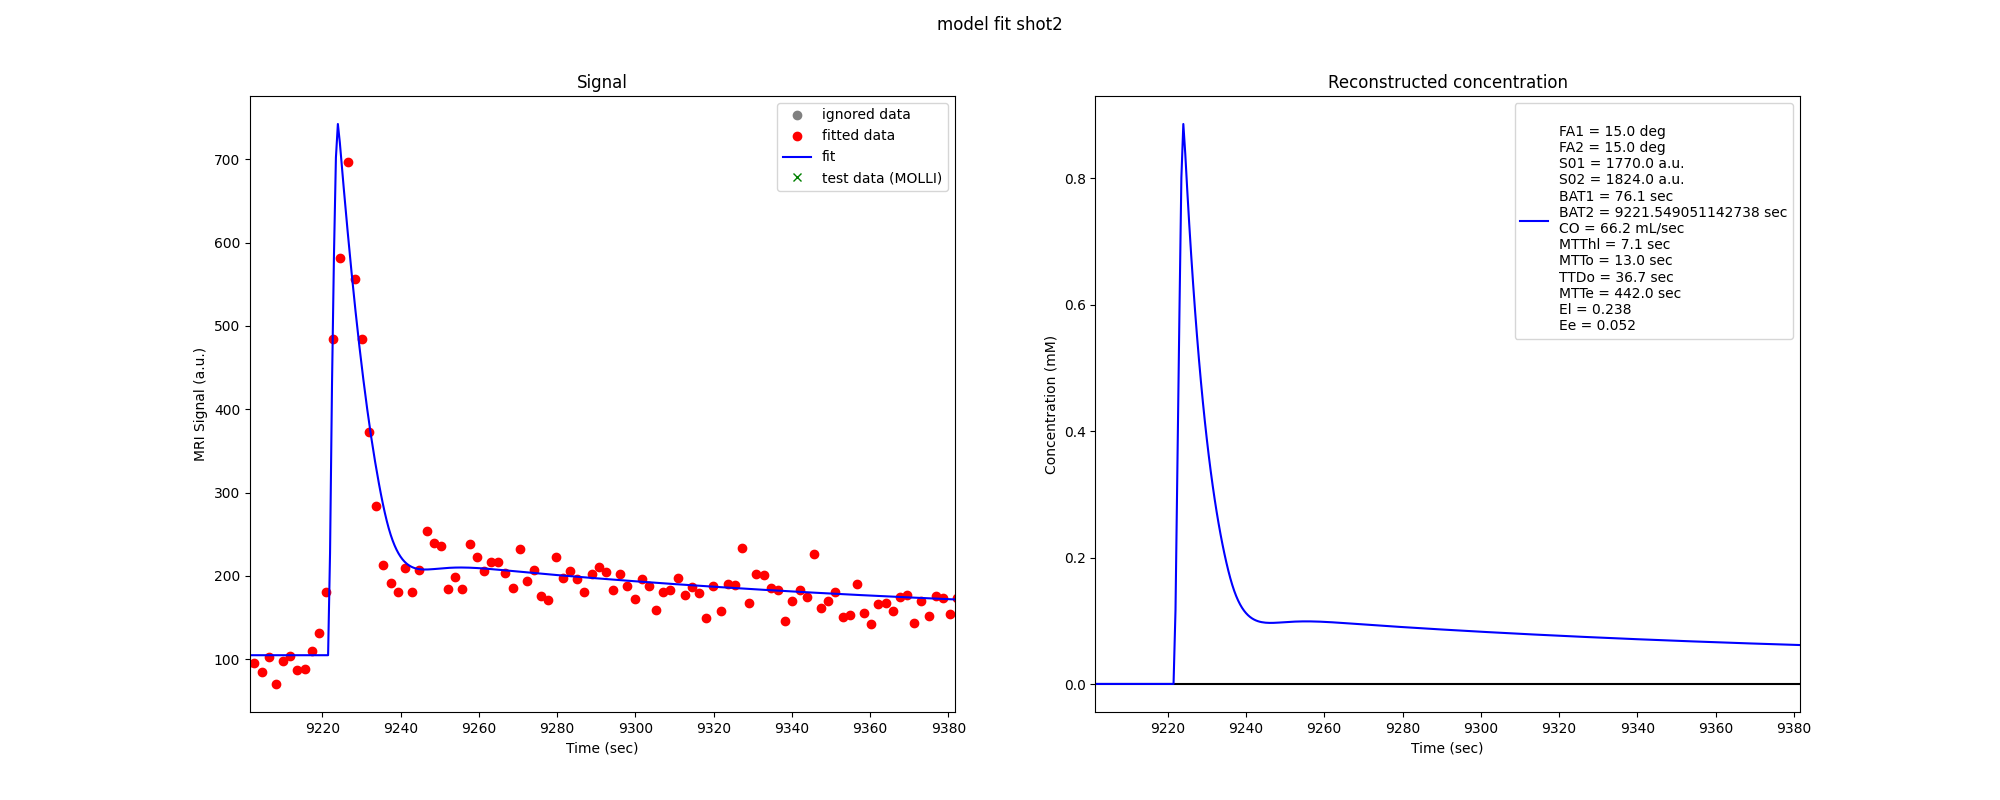 model fit shot2
Signal
MRI Signal (a.u.)
700
600
500
400
300
200
100
9220 9240 9260 9280 9300 9320 9340 9360 9380
Time (sec)
ignored data
fitted data
fit
test data (MOLLI)
Reconstructed concentration
Concentration (mM)
0.8
0.6
0.4
0.2
0.0
9220 9240 9260 9280 9300 9320 9340 9360 9380
Time (sec)
FA1 = 15.0 deg
FA2 = 15.0 deg
S01 = 1770.0 a.u.
S02 = 1824.0 a.u.
BAT1 = 76.1 sec
BAT2 = 9221.549051142738 sec
CO = 66.2 mL/sec
MTThl = 7.1 sec
MTTo = 13.0 sec
TTDo = 36.7 sec
MTTe = 442.0 sec
El = 0.238
Ee = 0.052